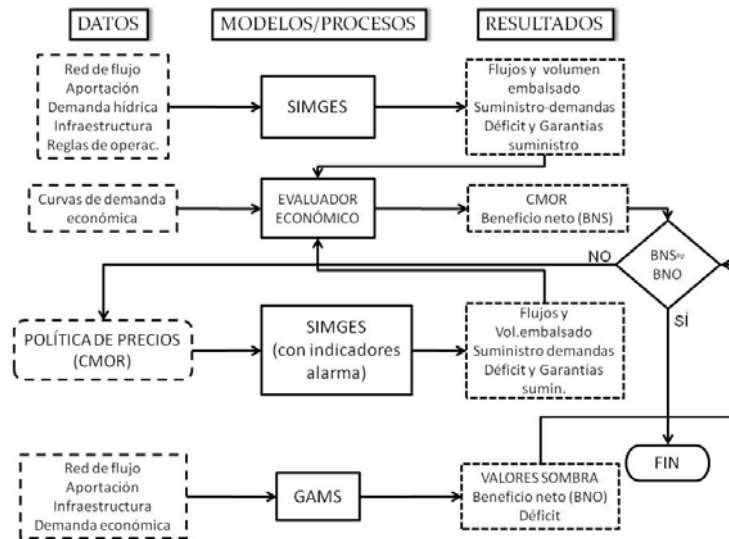 DATOS
MODELOS/PROCESOS
RESULTADOS
Red de flujo
Aportación
Demanda hídrica
Infraestructura
Reglas de operac.
SIMGES
Flujos y volumen
embalsado
Suministro-demandas
Déficit y Garantías
suministro
Curvas de demanda
económica
EVALUADOR
ECONÓMICO
CMOR
Beneficio neto (BNS)
NO
BNS≈
BNO
SÍ
POLÍTICA DE PRECIOS
(CMOR)
SIMGES
(con indicadores
alarma)
Flujos y
Vol.embalsado
Suministro demandas
Déficit y Garantías
sumin.
FIN
Red de flujo
Aportación
Infraestructura
Demanda económica
GAMS
VALORES SOMBRA
Beneficio neto (BNO)
Déficit